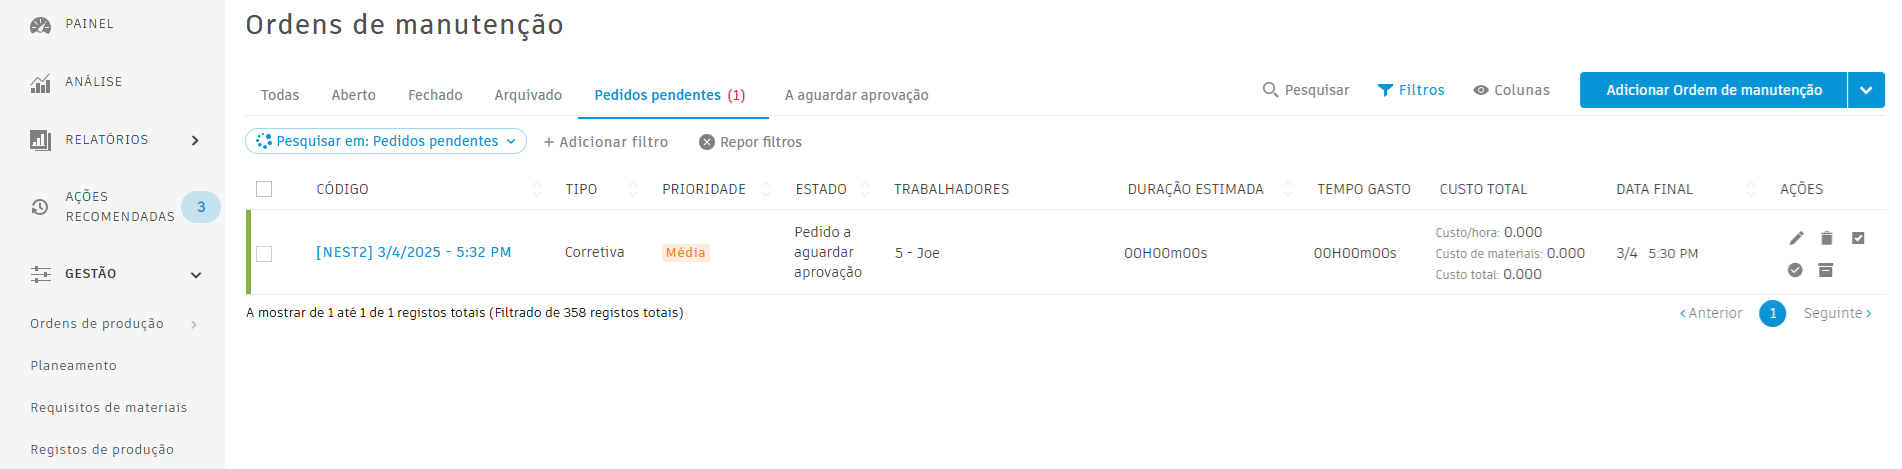 PAINEL
ANÁLISE
RELATÓRIOS
AÇÕES
RECOMENDADAS 3
GESTÃO
Ordens de produção
Planeamento
Requisitos de materiais
Registos de produção
Ordens de manutenção
Todas Aberto Fechado Arquivado Pedidos pendentes (1) A aguardar aprovação Pesquisar Filtros Colunas Adicionar Ordem de manutenção
Pesquisar em: Pedidos pendentes + Adicionar filtro Repor filtros
CÓDIGO TIPO PRIORIDADE ESTADO TRABALHADORES DURAÇÃO ESTIMADA TEMPO GASTO CUSTO TOTAL DATA FINAL AÇÕES
[NEST2] 3/4/2025 - 5:32 PM Corretiva Média
Pedido a
aguardar
aprovação
5 - Joe 00H00m00s 00H00m00s
Custo/hora: 0.000
Custo de materiais: 0.000
Custo total: 0.000
3/4 5:30 PM
A mostrar de 1 até 1 de 1 registos totais (Filtrado de 358 registos totais)
‹ Anterior 1 Seguinte ›